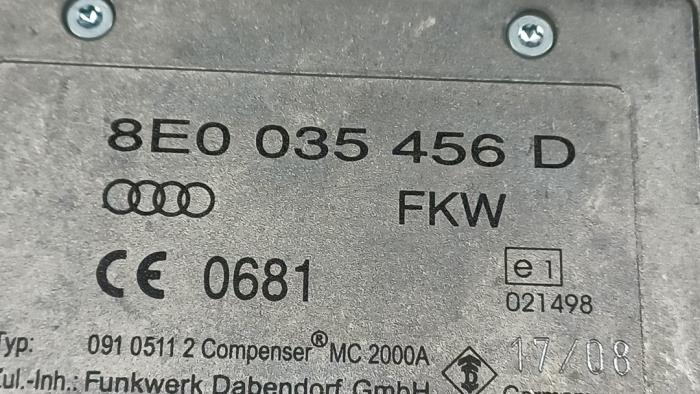 8E0 035 456 D
FKW
CE 0681
e1
021498
Typ: 091 0511 2 Compenser® MC 2000A
17/08
Zul.-Inh.: Funkwerk Dabendorf GmbH